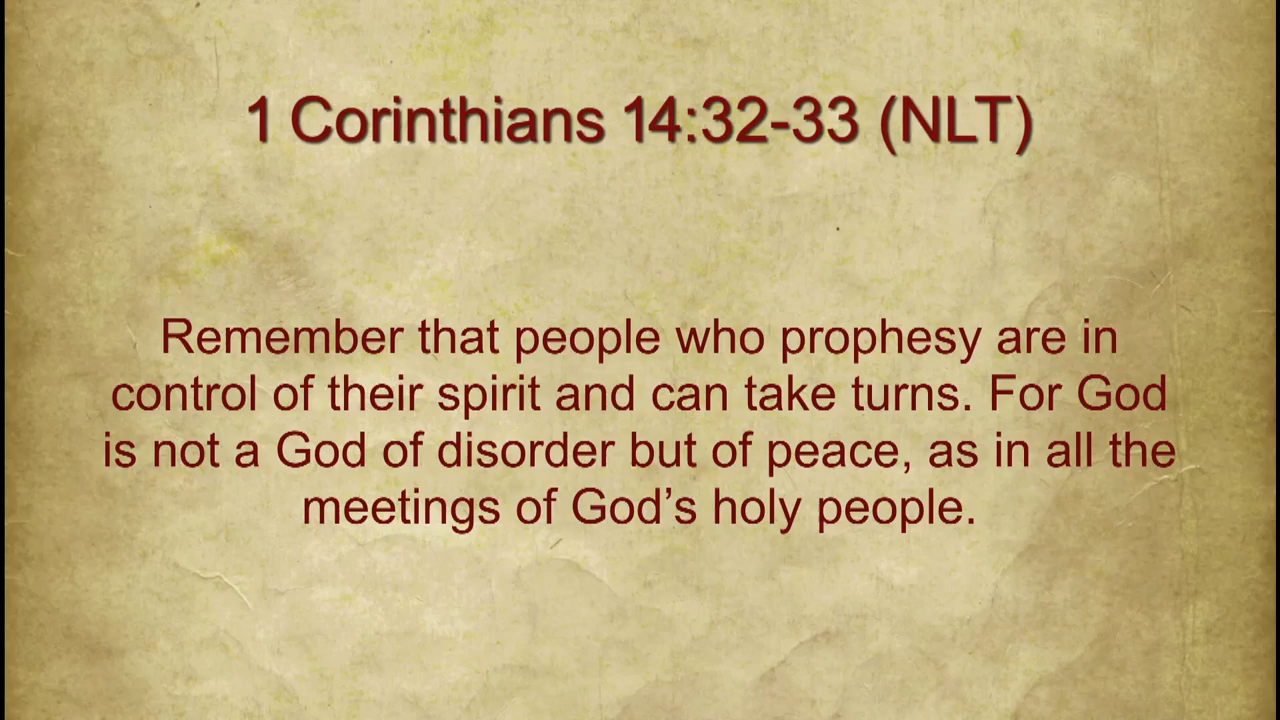 1 Corinthians 14:32-33 (NLT)
Remember that people who prophesy are in
control of their spirit and can take turns. For God
is not a God of disorder but of peace, as in all the
meetings of God’s holy people.